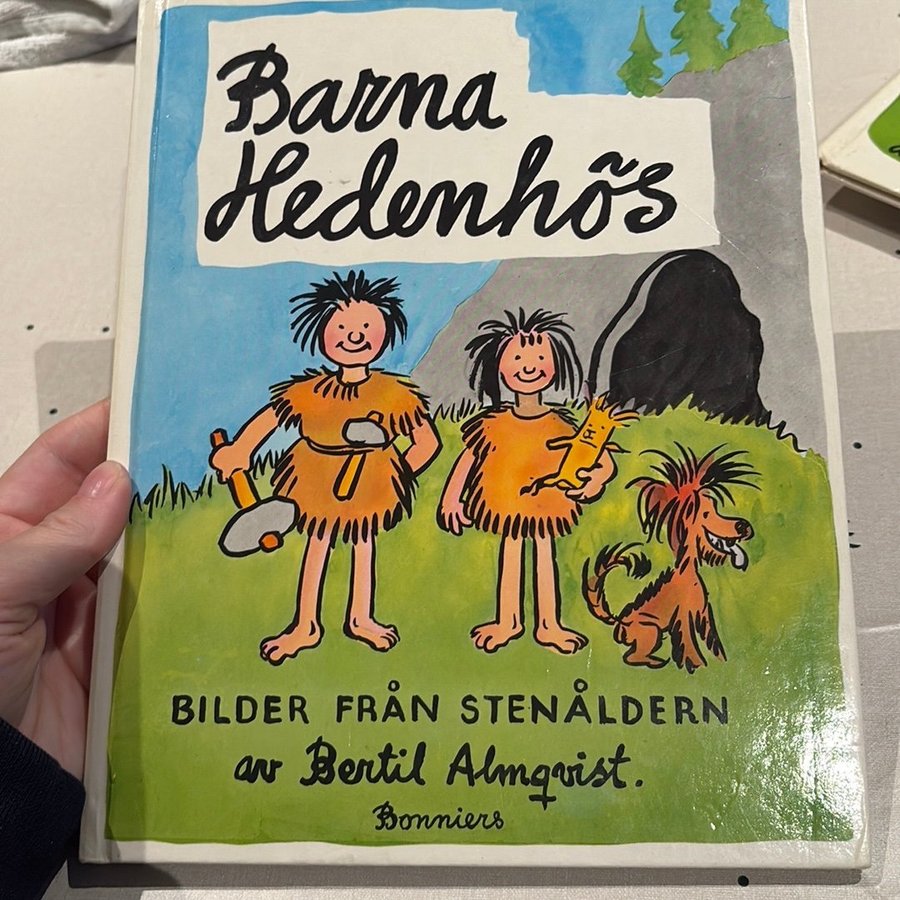 Barna
Hedenhös
BILDER FRÅN STENÅLDERN
av Bertil Almqvist.
Bonniers